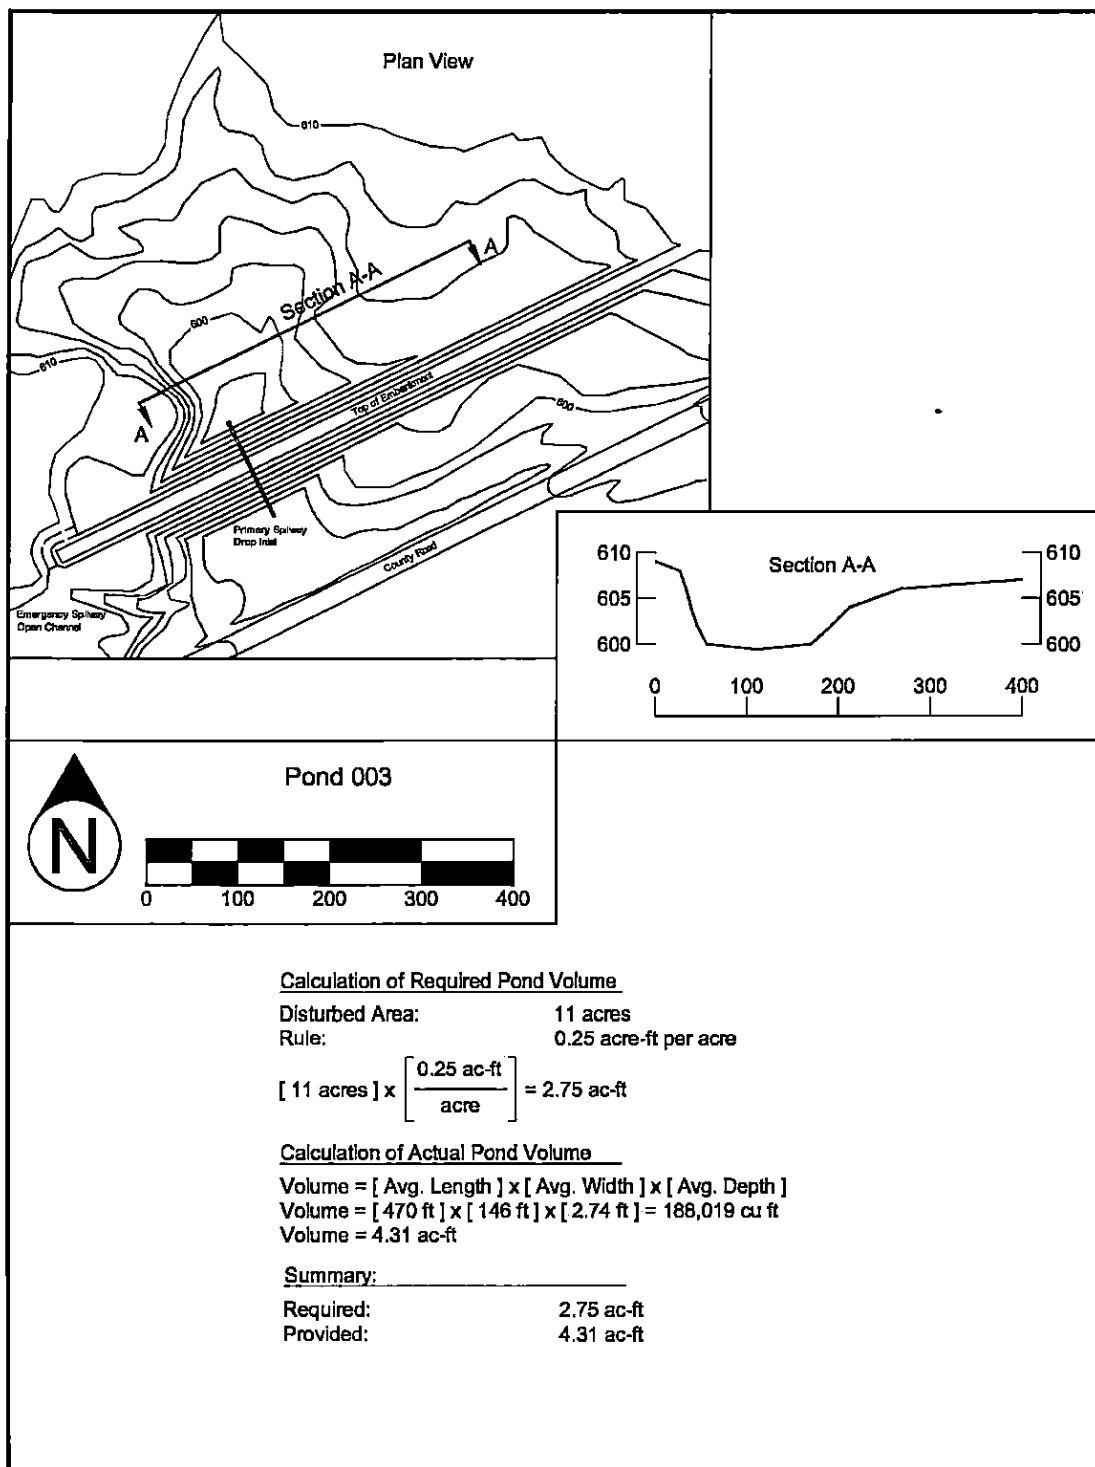 Plan View
610
A
Section A-A
600
610
A
Top of Embankment
600
Primary Spilway
Drop Inlet
County Road
Emergency Spilway
Open Channel
Section A-A
610
605
600
610
605
600
0 100 200 300 400
Pond 003
N
0 100 200 300 400
Calculation of Required Pond Volume
Disturbed Area: 11 acres
Rule: 0.25 acre-ft per acre
[ 11 acres ] x [ 0.25 ac-ft / acre ] = 2.75 ac-ft
Calculation of Actual Pond Volume
Volume = [ Avg. Length ] x [ Avg. Width ] x [ Avg. Depth ]
Volume = [ 470 ft ] x [ 146 ft ] x [ 2.74 ft ] = 188,019 cu ft
Volume = 4.31 ac-ft
Summary:
Required: 2.75 ac-ft
Provided: 4.31 ac-ft